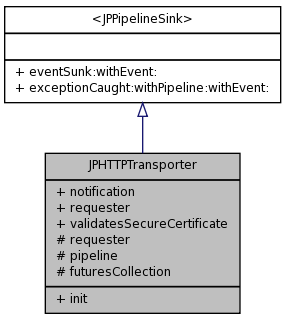 <JPPipelineSink>
+ eventSunk:withEvent:
+ exceptionCaught:withPipeline:withEvent:
JPHTTPTransporter
+ notification
+ requester
+ validatesSecureCertificate
# requester
# pipeline
# futuresCollection
+ init